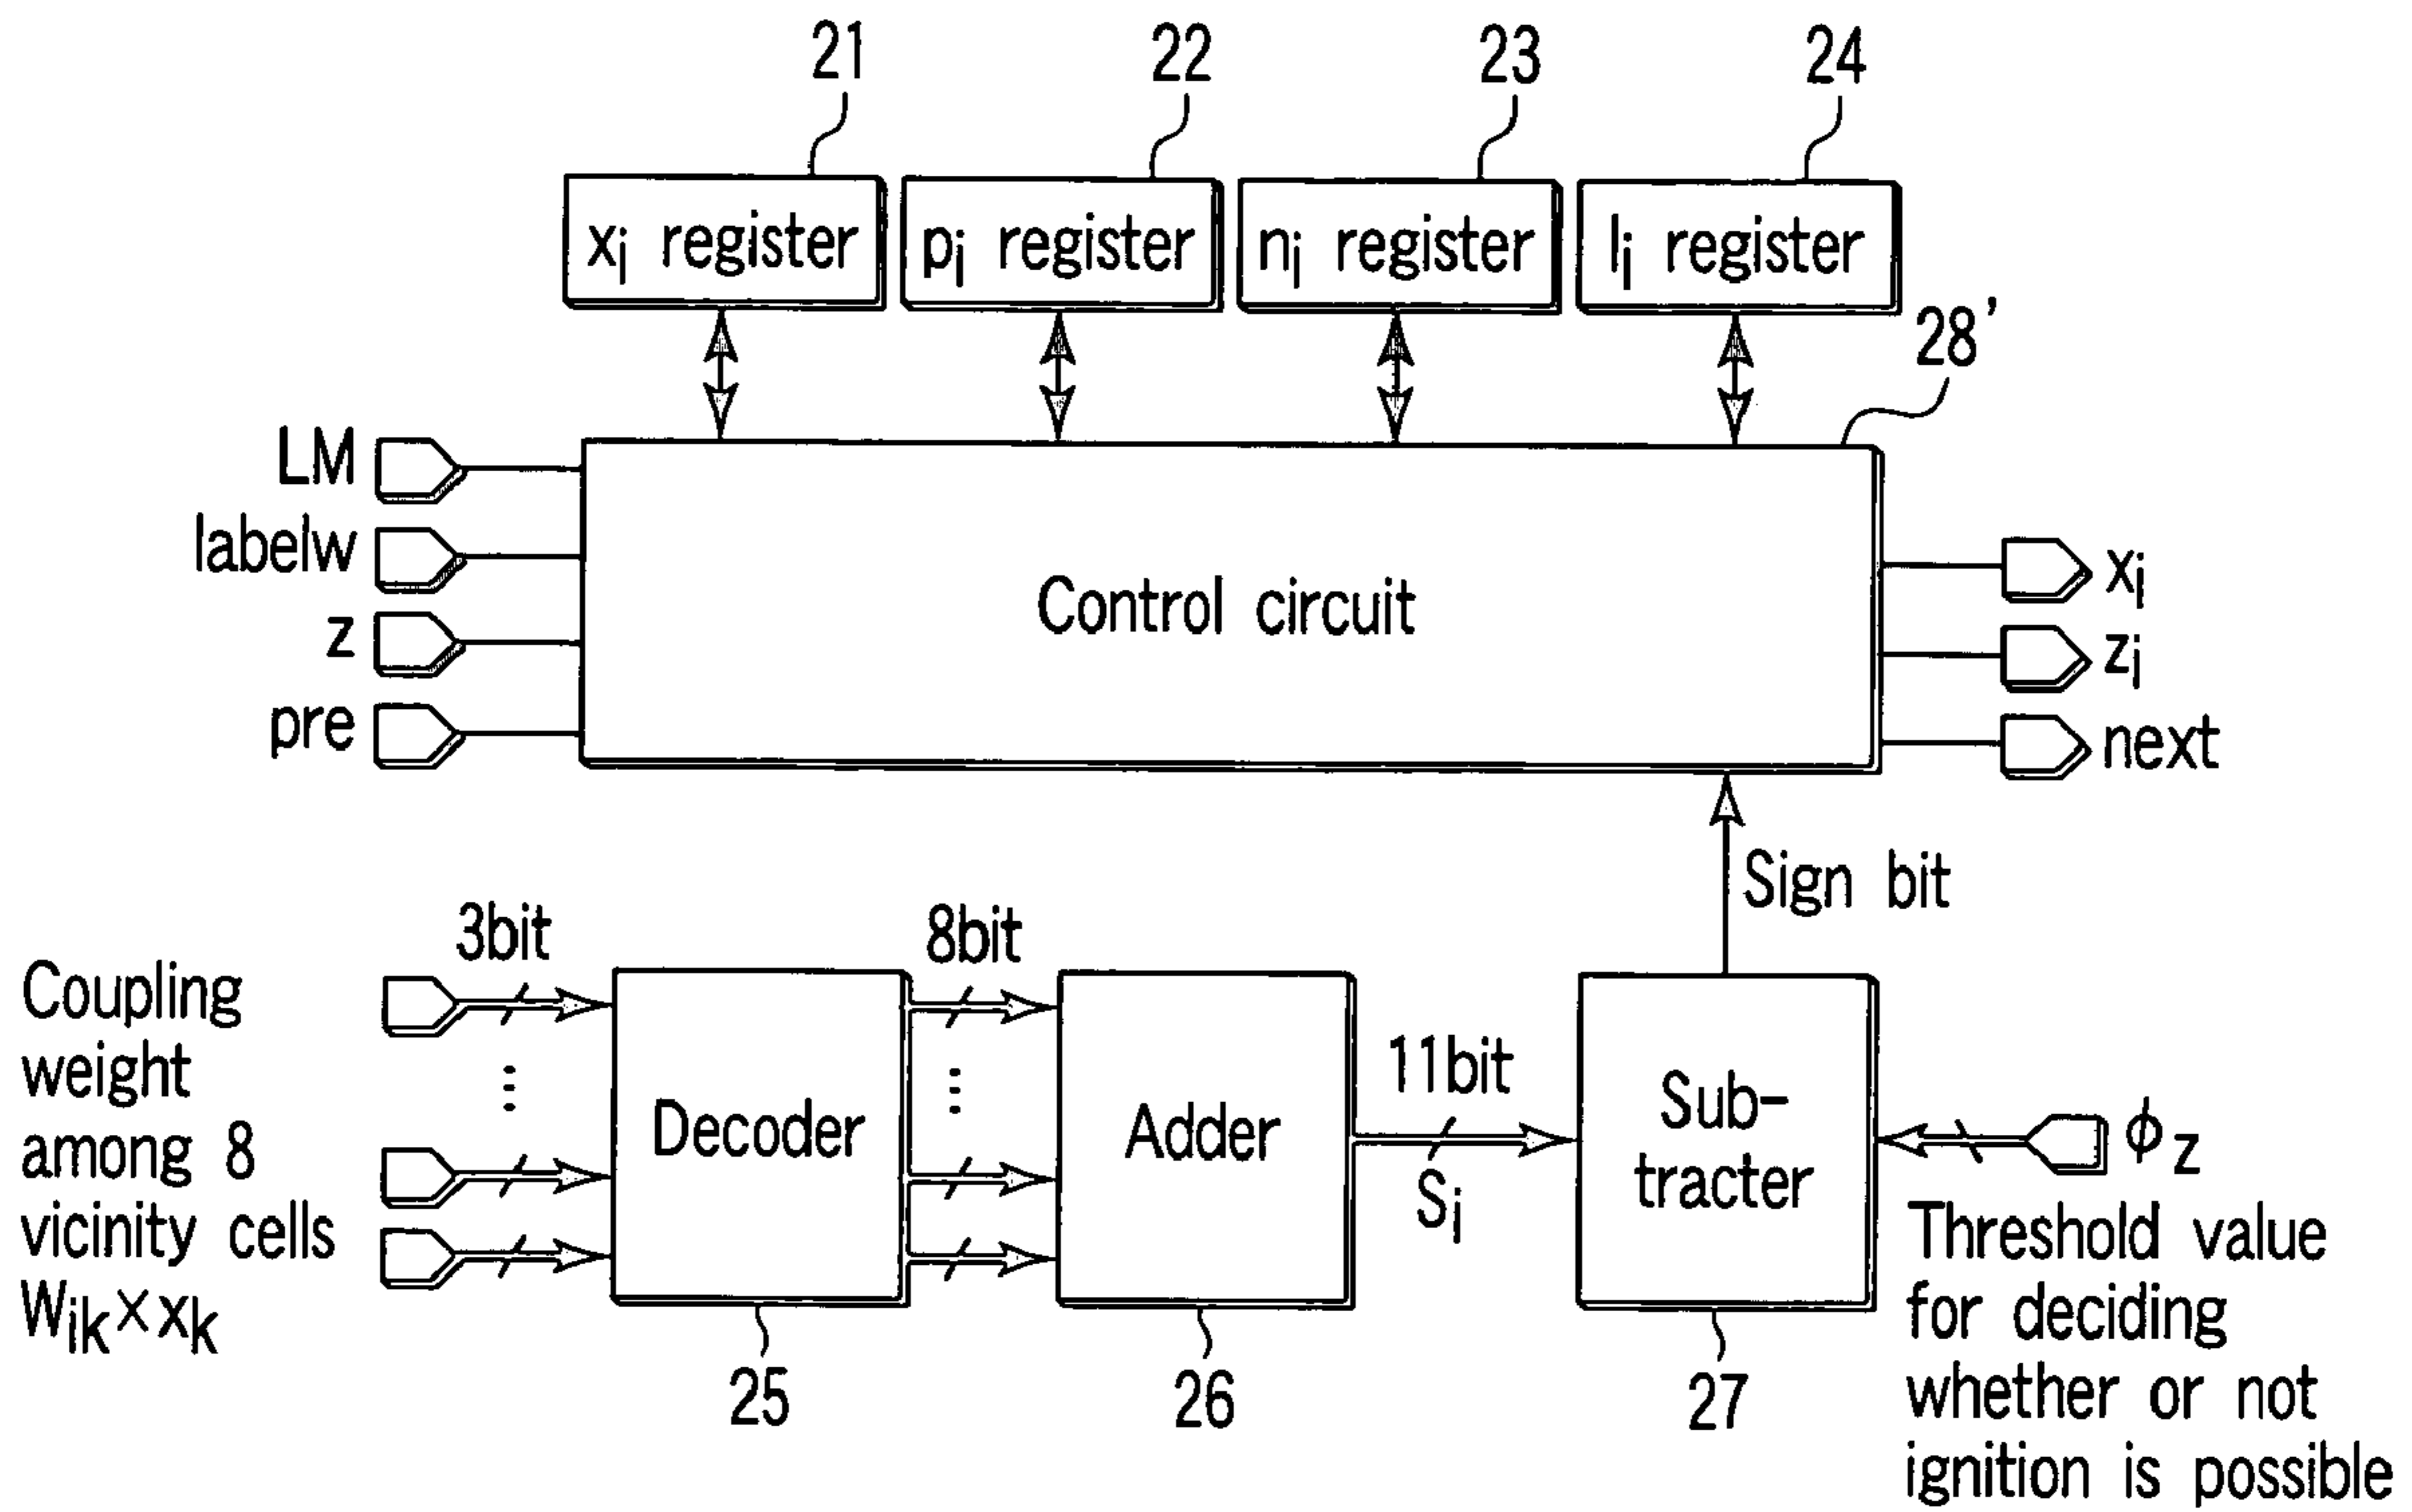 21
22
23
24
xi register
pi register
ni register
li register
28'
LM
labelw
z
pre
Control circuit
xi
zi
next
Sign bit
3bit
8bit
11bit
Coupling
weight
among 8
vicinity cells
Wik×xk
Decoder
Adder
Si
Sub-
tracter
ϕz
Threshold value
for deciding
whether or not
ignition is possible
25
26
27